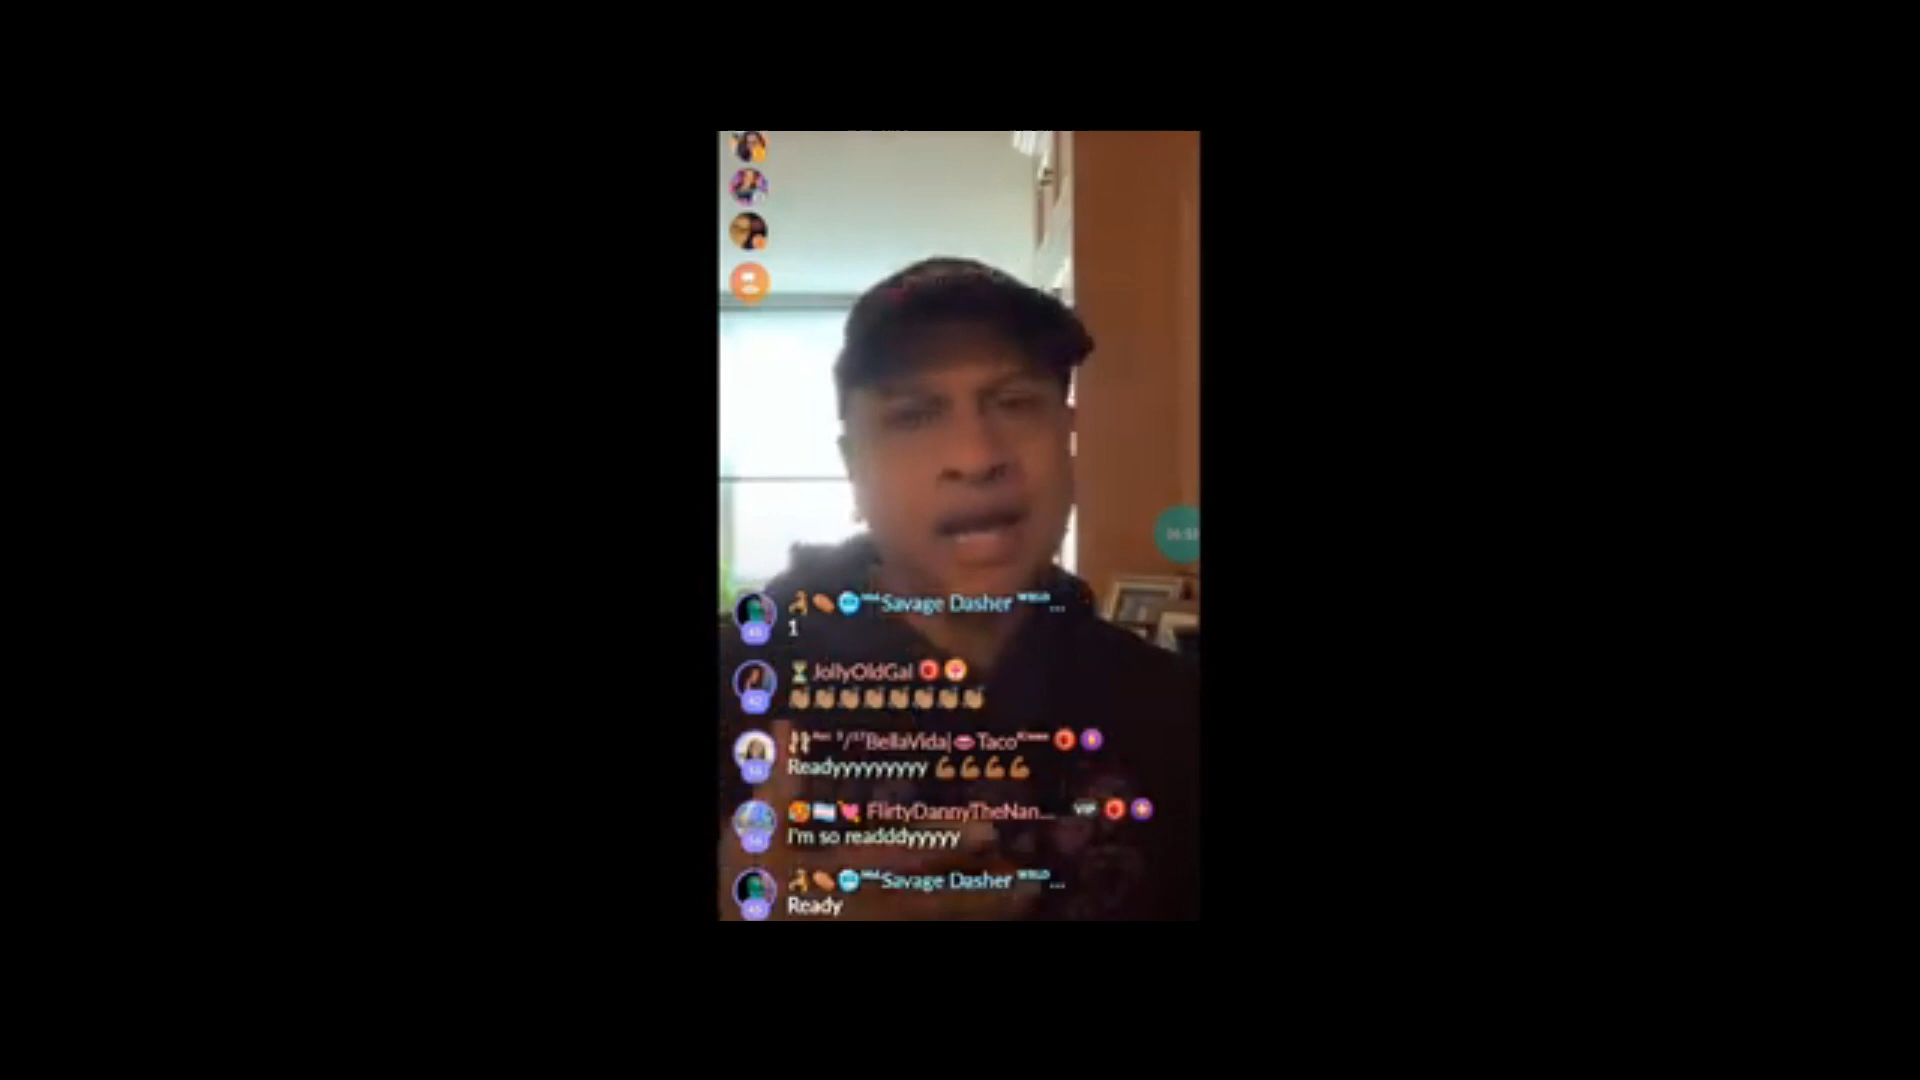 Savage Dasher ...
1
JollyOldGal
BellaVida| Taco
Readyyyyyyyyy
FlirtyDannyTheNan... VIP
I'm so readddyyyyy
Savage Dasher ...
Ready